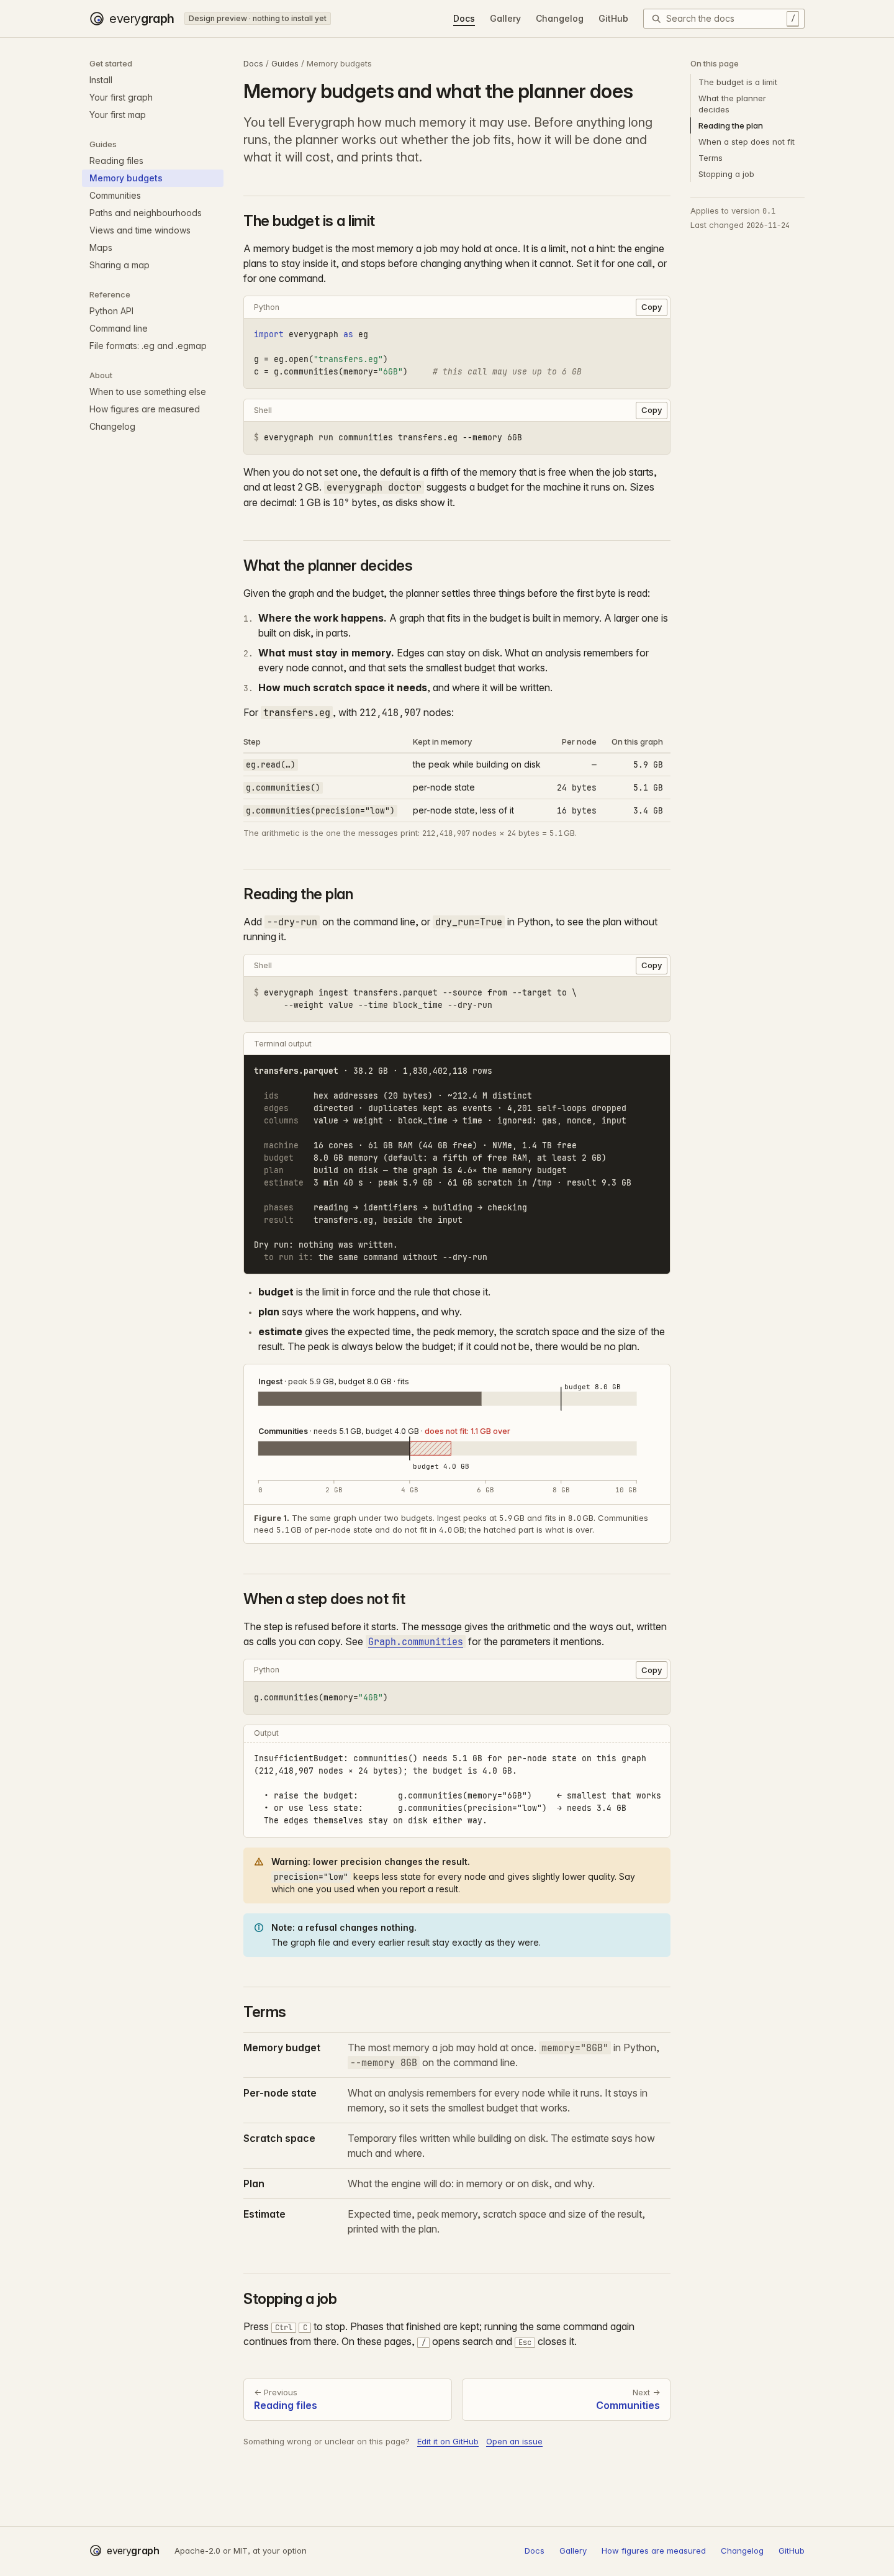 everygraph Design preview · nothing to install yet Docs Gallery Changelog GitHub Search the docs /
Get started
Install
Your first graph
Your first map
Guides
Reading files
Memory budgets
Communities
Paths and neighbourhoods
Views and time windows
Maps
Sharing a map
Reference
Python API
Command line
File formats: .eg and .egmap
About
When to use something else
How figures are measured
Changelog
Docs / Guides / Memory budgets
Memory budgets and what the planner does
You tell Everygraph how much memory it may use. Before anything long
runs, the planner works out whether the job fits, how it will be done and
what it will cost, and prints that.
The budget is a limit
A memory budget is the most memory a job may hold at once. It is a limit, not a hint: the engine
plans to stay inside it, and stops before changing anything when it cannot. Set it for one call, or
for one command.
Python Copy
import everygraph as eg
g = eg.open("transfers.eg")
c = g.communities(memory="6GB") # this call may use up to 6 GB
Shell Copy
$ everygraph run communities transfers.eg --memory 6GB
When you do not set one, the default is a fifth of the memory that is free when the job starts,
and at least 2 GB. everygraph doctor suggests a budget for the machine it runs on. Sizes
are decimal: 1 GB is 10⁹ bytes, as disks show it.
What the planner decides
Given the graph and the budget, the planner settles three things before the first byte is read:
1. Where the work happens. A graph that fits in the budget is built in memory. A larger one is
built on disk, in parts.
2. What must stay in memory. Edges can stay on disk. What an analysis remembers for
every node cannot, and that sets the smallest budget that works.
3. How much scratch space it needs, and where it will be written.
For transfers.eg, with 212,418,907 nodes:
Step Kept in memory Per node On this graph
eg.read(…) the peak while building on disk — 5.9 GB
g.communities() per-node state 24 bytes 5.1 GB
g.communities(precision="low") per-node state, less of it 16 bytes 3.4 GB
The arithmetic is the one the messages print: 212,418,907 nodes × 24 bytes = 5.1 GB.
Reading the plan
Add --dry-run on the command line, or dry_run=True in Python, to see the plan without
running it.
Shell Copy
$ everygraph ingest transfers.parquet --source from --target to \
--weight value --time block_time --dry-run
Terminal output
transfers.parquet · 38.2 GB · 1,830,402,118 rows
ids hex addresses (20 bytes) · ~212.4 M distinct
edges directed · duplicates kept as events · 4,201 self-loops dropped
columns value → weight · block_time → time · ignored: gas, nonce, input
machine 16 cores · 61 GB RAM (44 GB free) · NVMe, 1.4 TB free
budget 8.0 GB memory (default: a fifth of free RAM, at least 2 GB)
plan build on disk — the graph is 4.6× the memory budget
estimate 3 min 40 s · peak 5.9 GB · 61 GB scratch in /tmp · result 9.3 GB
phases reading → identifiers → building → checking
result transfers.eg, beside the input
Dry run: nothing was written.
to run it: the same command without --dry-run
• budget is the limit in force and the rule that chose it.
• plan says where the work happens, and why.
• estimate gives the expected time, the peak memory, the scratch space and the size of the
result. The peak is always below the budget; if it could not be, there would be no plan.
Ingest · peak 5.9 GB, budget 8.0 GB · fits
budget 8.0 GB
Communities · needs 5.1 GB, budget 4.0 GB · does not fit: 1.1 GB over
budget 4.0 GB
0 2 GB 4 GB 6 GB 8 GB 10 GB
Figure 1. The same graph under two budgets. Ingest peaks at 5.9 GB and fits in 8.0 GB. Communities
need 5.1 GB of per-node state and do not fit in 4.0 GB; the hatched part is what is over.
When a step does not fit
The step is refused before it starts. The message gives the arithmetic and the ways out, written
as calls you can copy. See Graph.communities for the parameters it mentions.
Python Copy
g.communities(memory="4GB")
Output
InsufficientBudget: communities() needs 5.1 GB for per-node state on this graph
(212,418,907 nodes × 24 bytes); the budget is 4.0 GB.
• raise the budget: g.communities(memory="6GB") ← smallest that works
• or use less state: g.communities(precision="low") → needs 3.4 GB
The edges themselves stay on disk either way.
Warning: lower precision changes the result.
precision="low" keeps less state for every node and gives slightly lower quality. Say
which one you used when you report a result.
Note: a refusal changes nothing.
The graph file and every earlier result stay exactly as they were.
Terms
Memory budget The most memory a job may hold at once. memory="8GB" in Python,
--memory 8GB on the command line.
Per-node state What an analysis remembers for every node while it runs. It stays in
memory, so it sets the smallest budget that works.
Scratch space Temporary files written while building on disk. The estimate says how
much and where.
Plan What the engine will do: in memory or on disk, and why.
Estimate Expected time, peak memory, scratch space and size of the result,
printed with the plan.
Stopping a job
Press Ctrl C to stop. Phases that finished are kept; running the same command again
continues from there. On these pages, / opens search and Esc closes it.
← Previous
Reading files
Next →
Communities
Something wrong or unclear on this page? Edit it on GitHub Open an issue
On this page
The budget is a limit
What the planner
decides
Reading the plan
When a step does not fit
Terms
Stopping a job
Applies to version 0.1
Last changed 2026-11-24
everygraph Apache-2.0 or MIT, at your option Docs Gallery How figures are measured Changelog GitHub